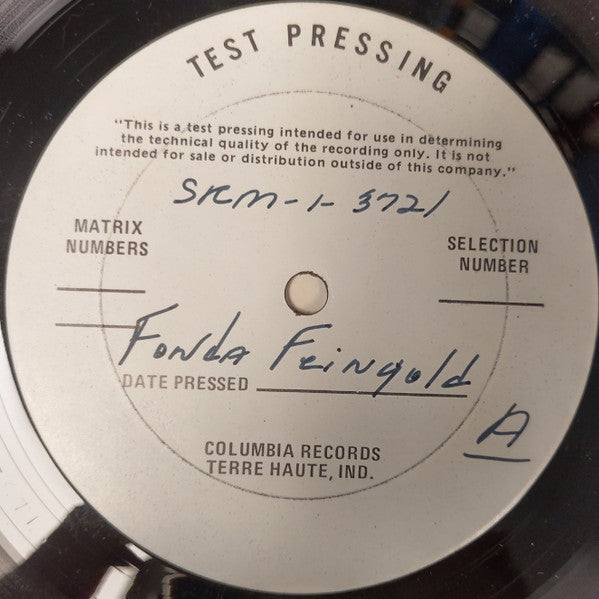 TEST PRESSING
"This is a test pressing intended for use in determining
the technical quality of the recording only. It is not
intended for sale or distribution outside of this company."
SRM-1-3721
MATRIX
NUMBERS
SELECTION
NUMBER
Fonda Feingold
DATE PRESSED
A
COLUMBIA RECORDS
TERRE HAUTE, IND.